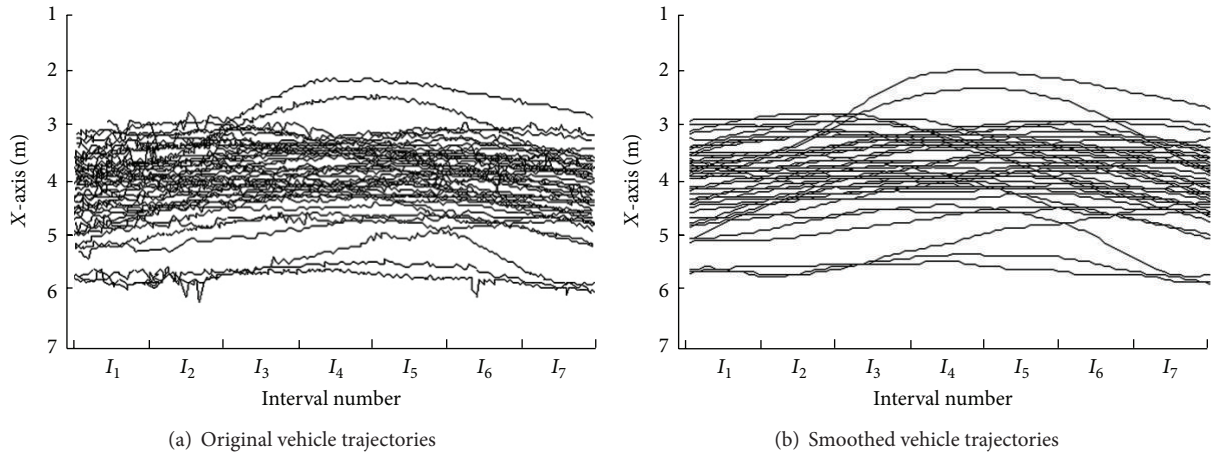 1
2
3
4
5
6
7
X-axis (m)
I1 I2 I3 I4 I5 I6 I7
Interval number
(a) Original vehicle trajectories
1
2
3
4
5
6
7
X-axis (m)
I1 I2 I3 I4 I5 I6 I7
Interval number
(b) Smoothed vehicle trajectories